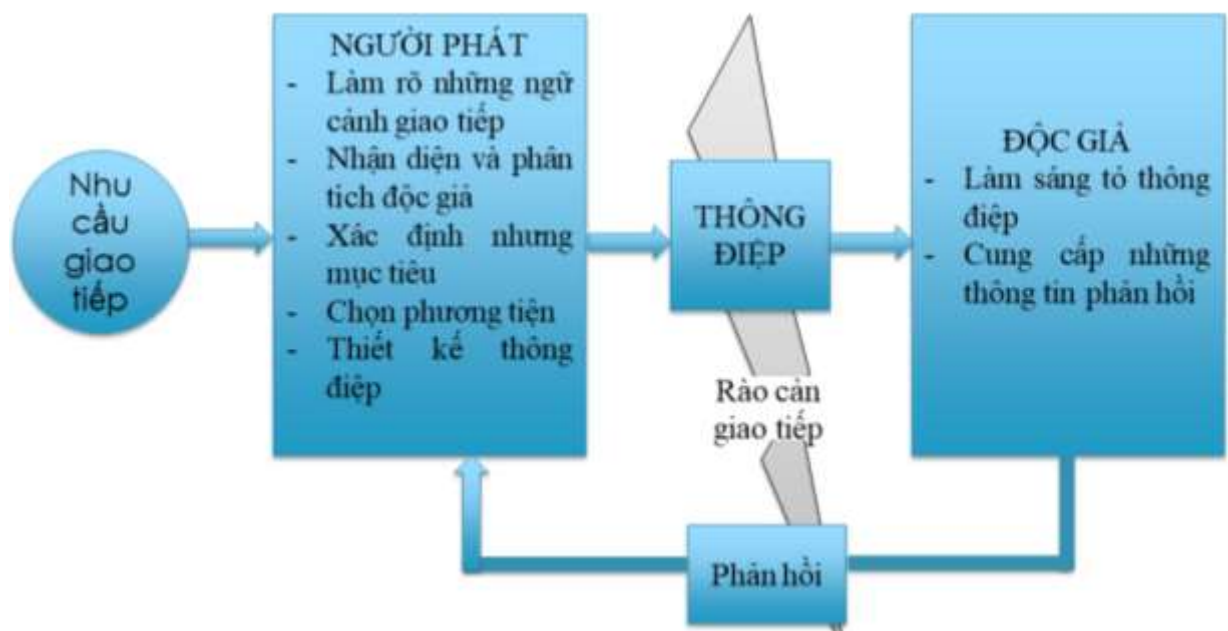 Nhu
cầu
giao
tiếp
NGƯỜI PHÁT
- Làm rõ những ngữ
cảnh giao tiếp
- Nhận diện và phân
tích độc giả
- Xác định nhưng
mục tiêu
- Chọn phương tiện
- Thiết kế thông
điệp
THÔNG
ĐIỆP
Rào cản
giao tiếp
ĐỘC GIẢ
- Làm sáng tỏ thông
điệp
- Cung cấp những
thông tin phản hồi
Phản hồi